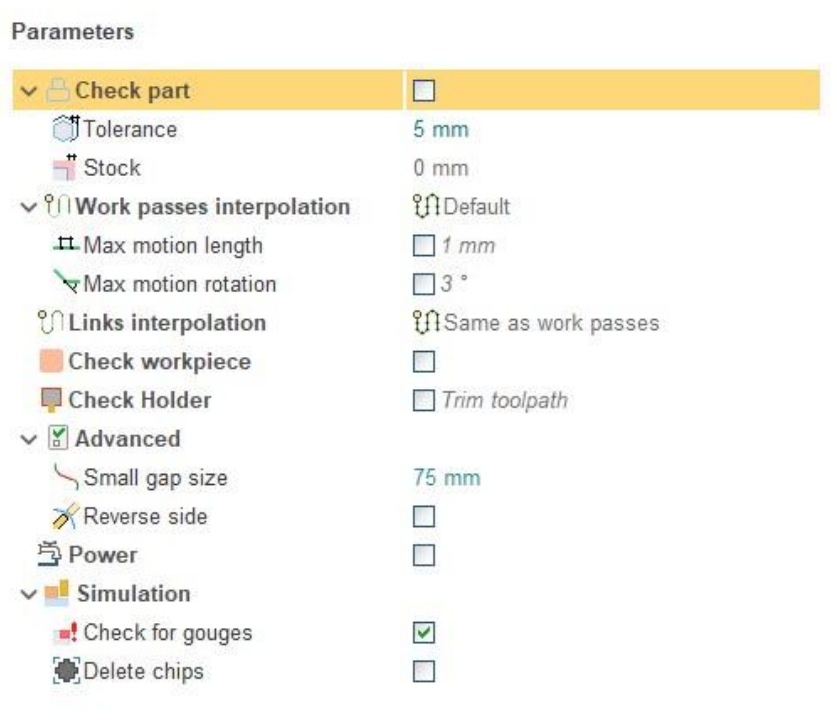 Parameters
Check part
Tolerance 5 mm
Stock 0 mm
Work passes interpolation Default
Max motion length 1 mm
Max motion rotation 3 °
Links interpolation Same as work passes
Check workpiece
Check Holder Trim toolpath
Advanced
Small gap size 75 mm
Reverse side
Power
Simulation
Check for gouges
Delete chips